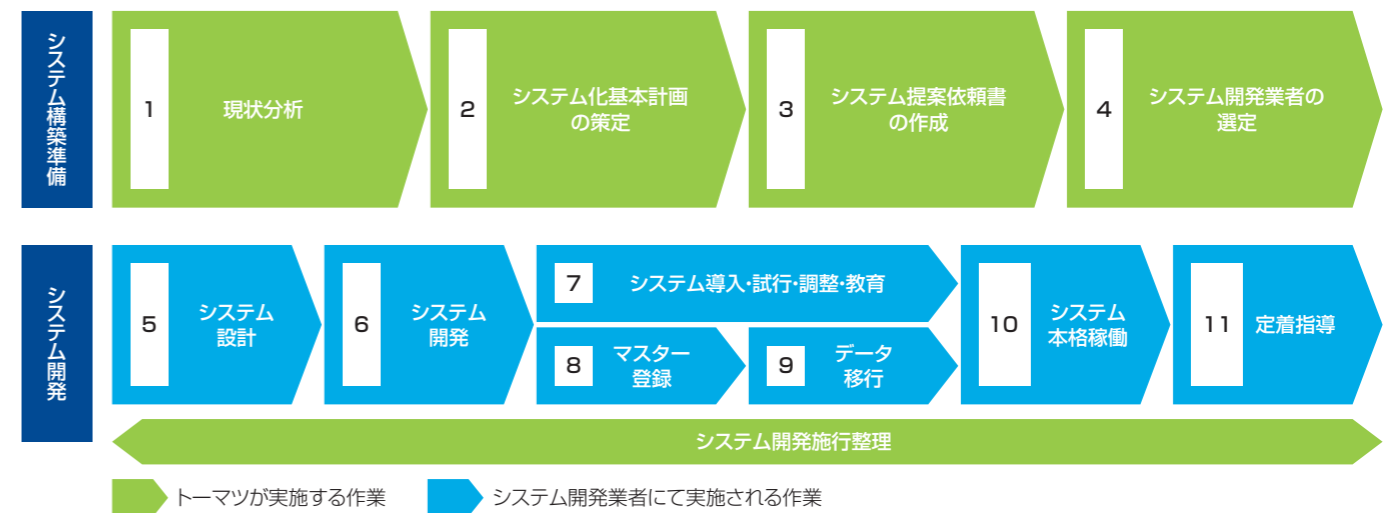 システム構築準備
1
現状分析
2
システム化基本計画
の策定
3
システム提案依頼書
の作成
4
システム開発業者の
選定
システム開発
5
システム
設計
6
システム
開発
7
システム導入・試行・調整・教育
8
マスター
登録
9
データ
移行
10
システム
本格稼働
11
定着指導
システム開発施行整理
トーマツが実施する作業
システム開発業者にて実施される作業